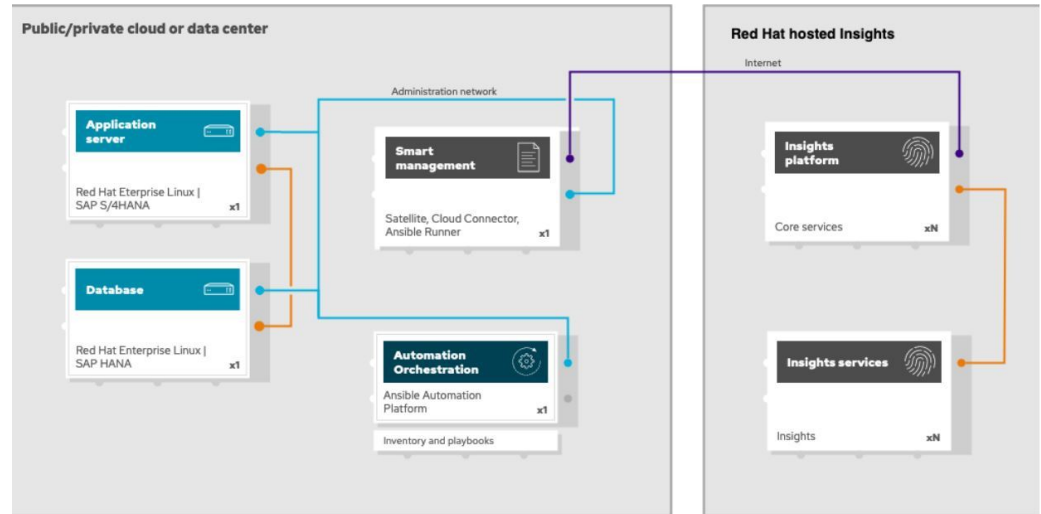 Public/private cloud or data center
Red Hat hosted Insights
Internet
Administration network
Application
server
Red Hat Eterprise Linux |
SAP S/4HANA
x1
Smart
management
Satellite, Cloud Connector,
Ansible Runner
x1
Insights
platform
Core services
xN
Database
Red Hat Enterprise Linux |
SAP HANA
x1
Automation
Orchestration
Ansible Automation
Platform
x1
Inventory and playbooks
Insights services
Insights
xN